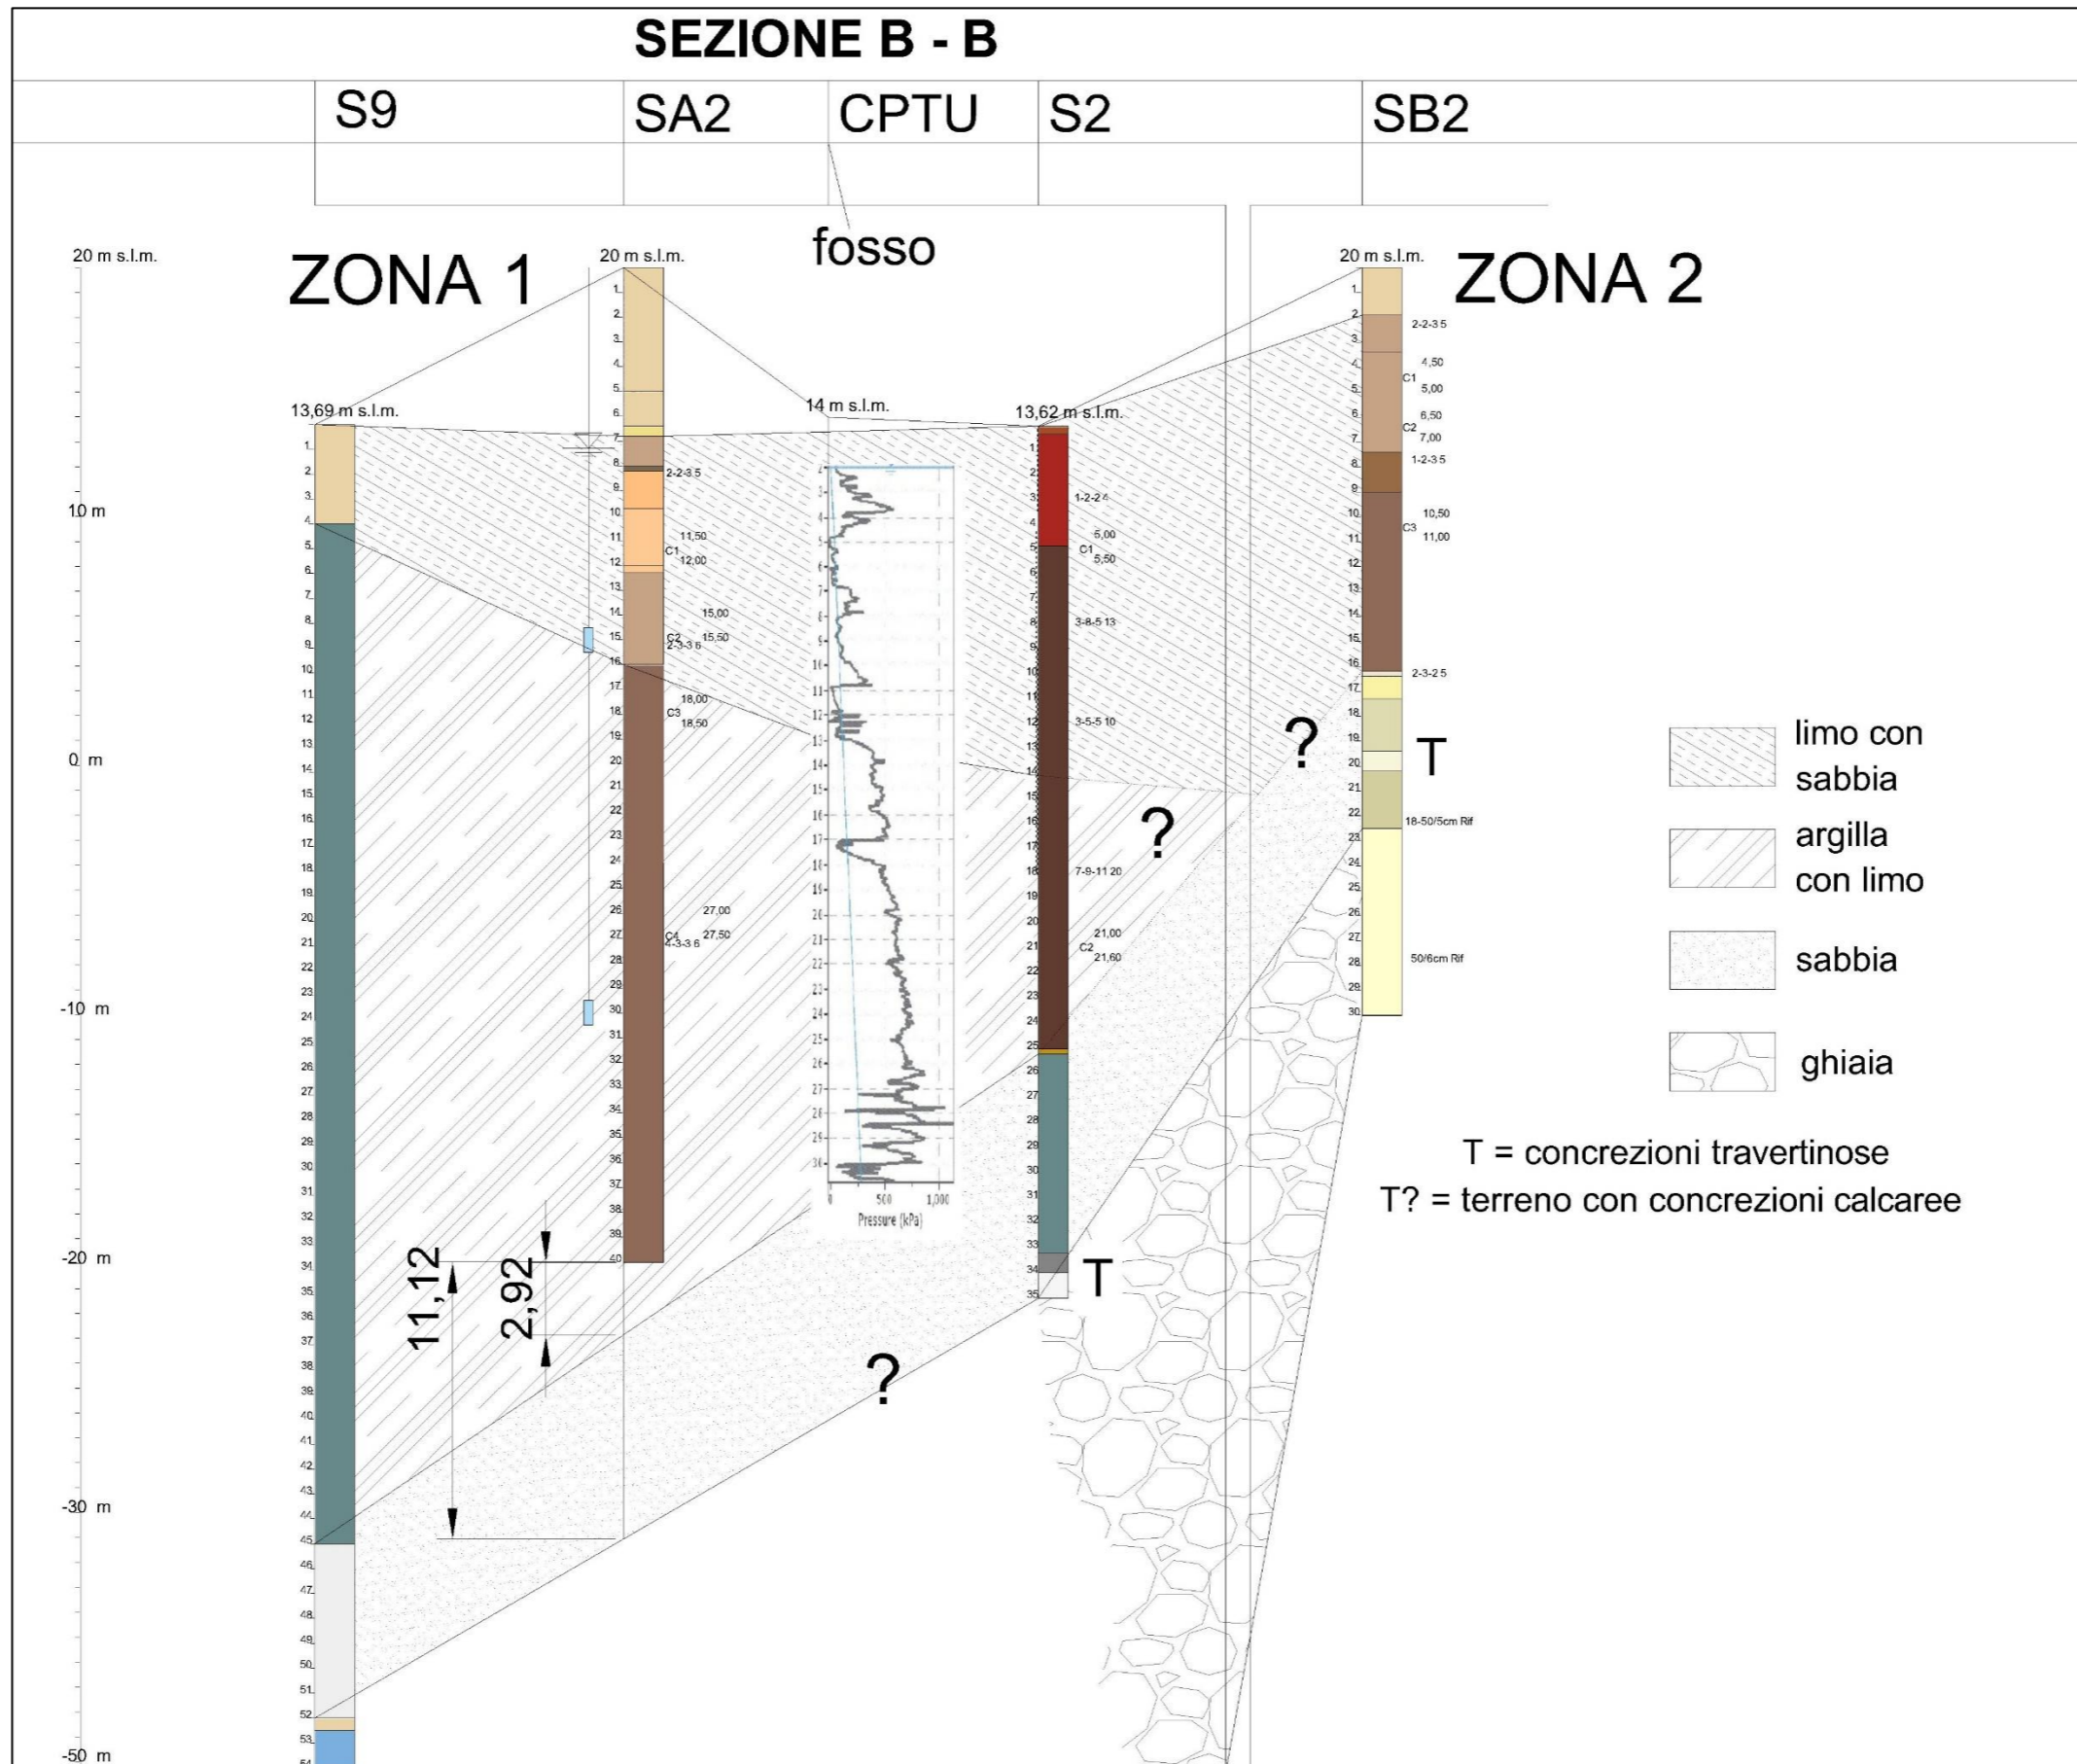 SEZIONE B - B
S9
SA2
CPTU
S2
SB2
fosso
ZONA 1
ZONA 2
20 m s.l.m.
20 m s.l.m.
20 m s.l.m.
13,69 m s.l.m.
14 m s.l.m.
13,62 m s.l.m.
10 m
0 m
-10 m
-20 m
-30 m
-50 m
2-2-3 5
11,50
C1
12,00
15,00
C2
15,50
2-3-3 6
18,00
C3
18,50
27,00
C4
27,50
4-3-3 6
0
500
1,000
Pressure (kPa)
1-2-2 4
5,00
C1
5,50
3-8-5 13
3-5-5 10
7-9-11 20
21,00
C2
21,60
T
2-2-3 5
4,50
C1
5,00
6,50
C2
7,00
1-2-3 5
10,50
C3
11,00
2-3-2 5
T
18-50/5cm Rif
50/6cm Rif
?
?
?
11,12
2,92
limo con
sabbia
argilla
con limo
sabbia
ghiaia
T = concrezioni travertinose
T? = terreno con concrezioni calcaree